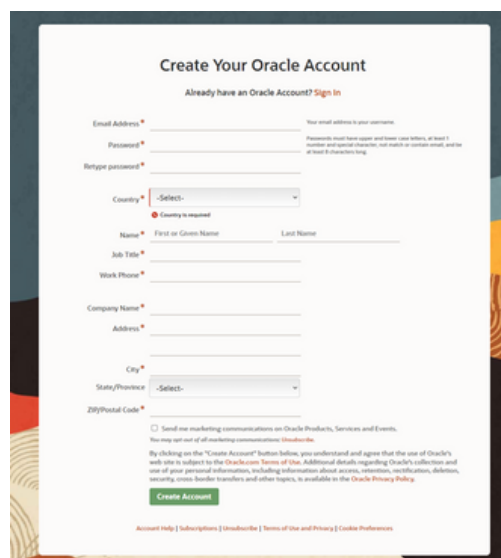 Create Your Oracle Account
Already have an Oracle Account? Sign In
Email Address *
Your email address is your username.
Password *
Passwords must have upper and lower case letters, at least 1
number and special character, not match or contain email, and be
at least 8 characters long.
Retype password *
Country *
-Select-
Country is required
Name *
First or Given Name
Last Name
Job Title *
Work Phone *
Company Name *
Address *
City *
State/Province
-Select-
ZIP/Postal Code *
Send me marketing communications on Oracle Products, Services and Events.
You may opt-out of all marketing communications: Unsubscribe.
By clicking on the "Create Account" button below, you understand and agree that the use of Oracle's
web site is subject to the Oracle.com Terms of Use. Additional details regarding Oracle's collection and
use of your personal information, including information about access, retention, rectification, deletion,
security, cross-border transfers and other topics, is available in the Oracle Privacy Policy.
Create Account
Account Help | Subscriptions | Unsubscribe | Terms of Use and Privacy | Cookie Preferences